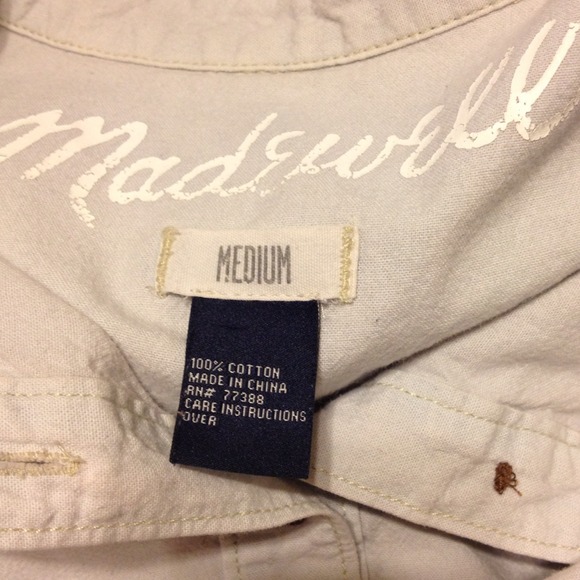 Madewell
MEDIUM
100% COTTON
MADE IN CHINA
RN# 77388
CARE INSTRUCTIONS
OVER